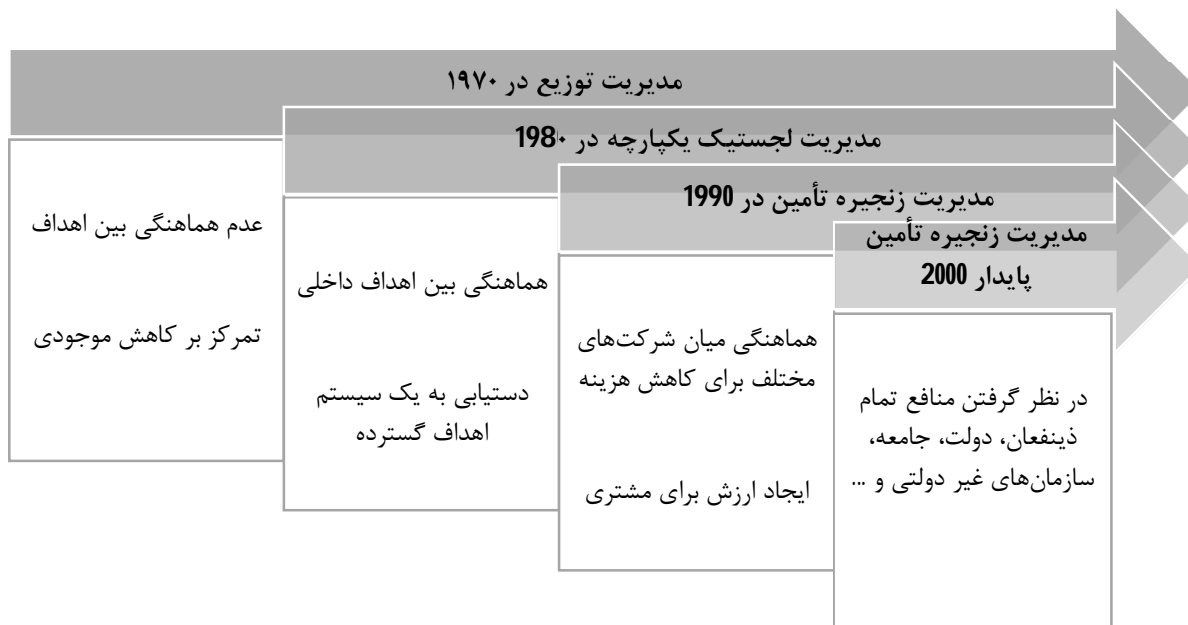 مدیریت توزیع در ۱۹۷۰
مدیریت لجستیک یکپارچه در 198۰
مدیریت زنجیره تأمین در 1990
مدیریت زنجیره تأمین
پایدار 2000
عدم هماهنگی بین اهداف
تمرکز بر کاهش موجودی
هماهنگی بین اهداف داخلی
دستیابی به یک سیستم
اهداف گسترده
هماهنگی میان شرکت‌های
مختلف برای کاهش هزینه
ایجاد ارزش برای مشتری
در نظر گرفتن منافع تمام
ذینفعان، دولت، جامعه،
سازمان‌های غیر دولتی و ...